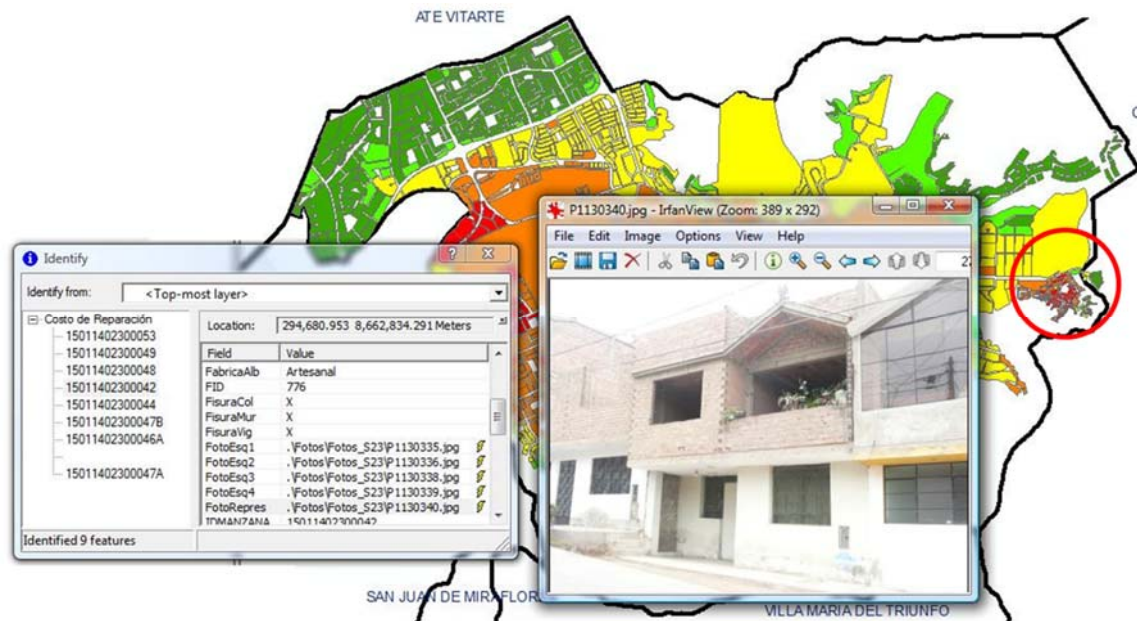 ATE VITARTE
P1130340.jpg - IrfanView (Zoom: 389 x 292)
File Edit Image Options View Help
Identify
Identify from: <Top-most layer>
Costo de Reparación
15011402300053
15011402300049
15011402300048
15011402300042
15011402300044
15011402300047B
15011402300046A
15011402300047A
Location: 294,680.953 8,662,834.291 Meters
Field Value
FabricaAlb Artesanal
FID 776
FisuraCol X
FisuraMur X
FisuraVig X
FotoEsq1 .\Fotos\Fotos_S23\P1130335.jpg
FotoEsq2 .\Fotos\Fotos_S23\P1130336.jpg
FotoEsq3 .\Fotos\Fotos_S23\P1130338.jpg
FotoEsq4 .\Fotos\Fotos_S23\P1130339.jpg
FotoRepres .\Fotos\Fotos_S23\P1130340.jpg
IDMANZANA 15011402300042
Identified 9 features
SAN JUAN DE MIRAFLOR
VILLA MARIA DEL TRIUNFO